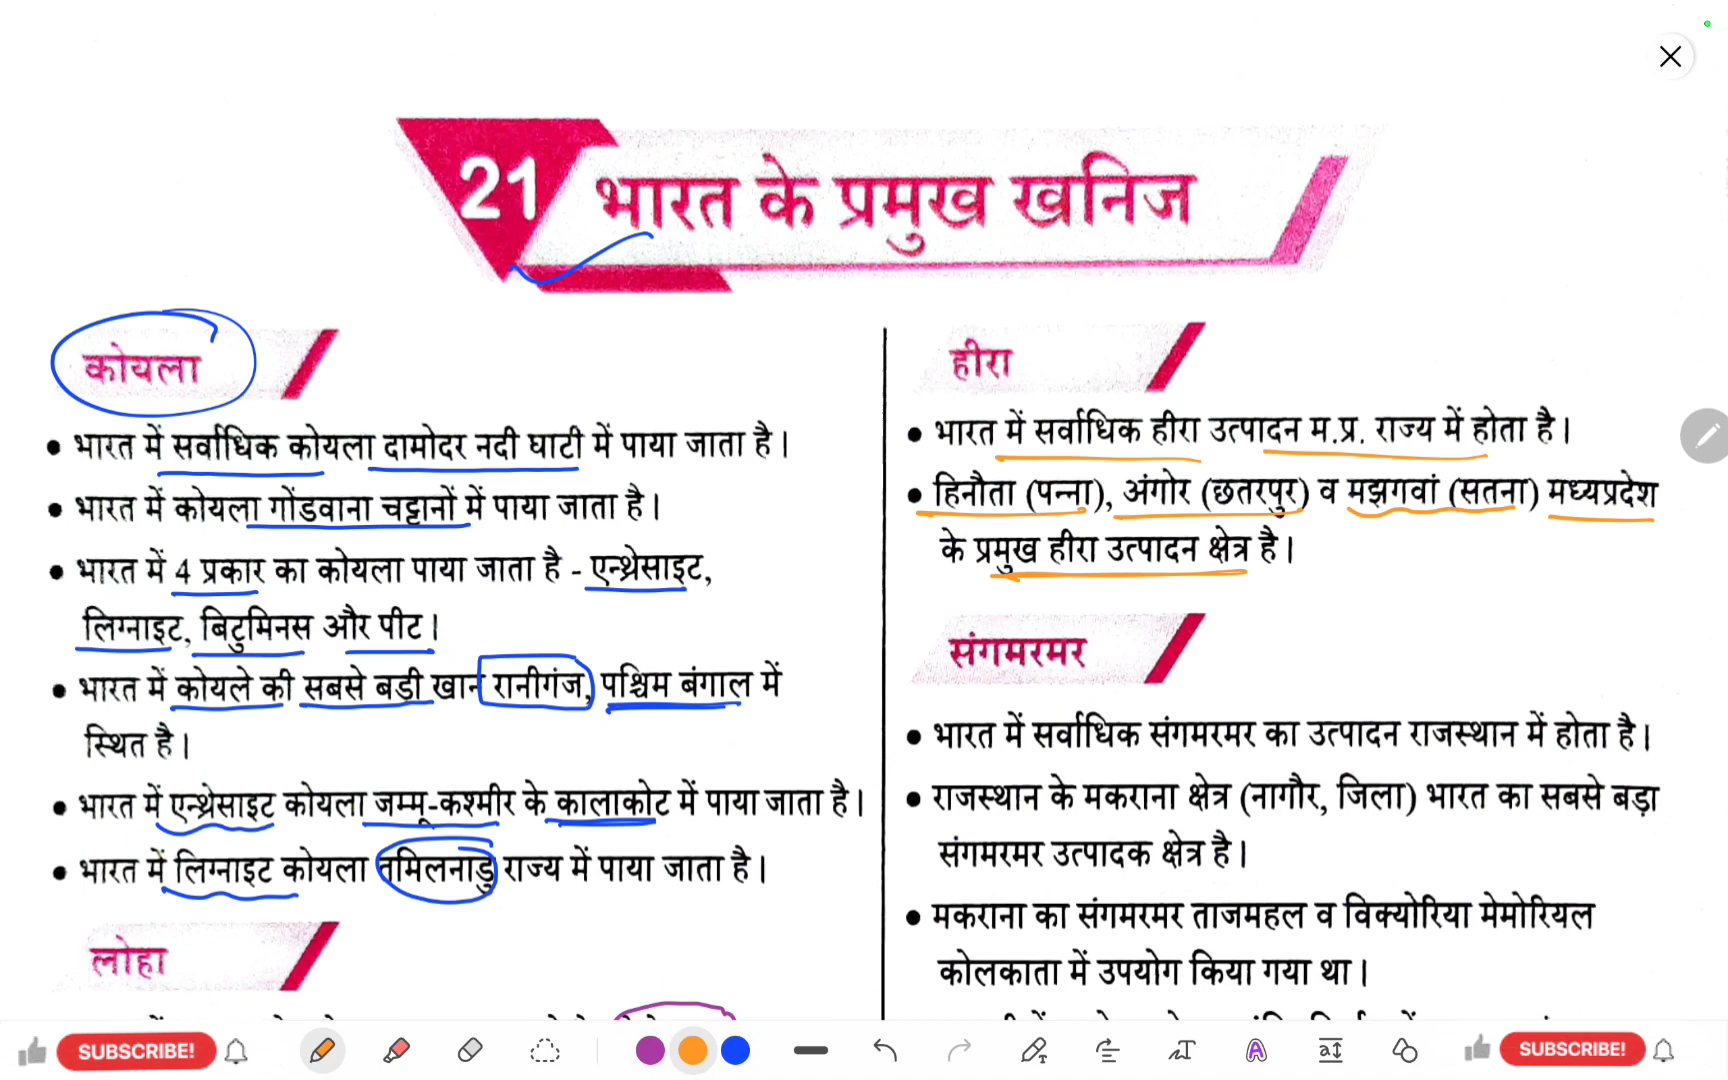 21 भारत के प्रमुख खनिज
कोयला
• भारत में सर्वाधिक कोयला दामोदर नदी घाटी में पाया जाता है।
• भारत में कोयला गोंडवाना चट्टानों में पाया जाता है।
• भारत में 4 प्रकार का कोयला पाया जाता है - एन्थ्रेसाइट,
लिग्नाइट, बिटुमिनस और पीट।
• भारत में कोयले की सबसे बड़ी खान रानीगंज, पश्चिम बंगाल में
स्थित है।
• भारत में एन्थ्रेसाइट कोयला जम्मू-कश्मीर के कालाकोट में पाया जाता है।
• भारत में लिग्नाइट कोयला तमिलनाडु राज्य में पाया जाता है।
लोहा
हीरा
• भारत में सर्वाधिक हीरा उत्पादन म.प्र. राज्य में होता है।
• हिनौता (पन्ना), अंगोर (छतरपुर) व मझगवां (सतना) मध्यप्रदेश
के प्रमुख हीरा उत्पादन क्षेत्र है।
संगमरमर
• भारत में सर्वाधिक संगमरमर का उत्पादन राजस्थान में होता है।
• राजस्थान के मकराना क्षेत्र (नागौर, जिला) भारत का सबसे बड़ा
संगमरमर उत्पादक क्षेत्र है।
• मकराना का संगमरमर ताजमहल व विक्योरिया मेमोरियल
कोलकाता में उपयोग किया गया था।
SUBSCRIBE!
SUBSCRIBE!